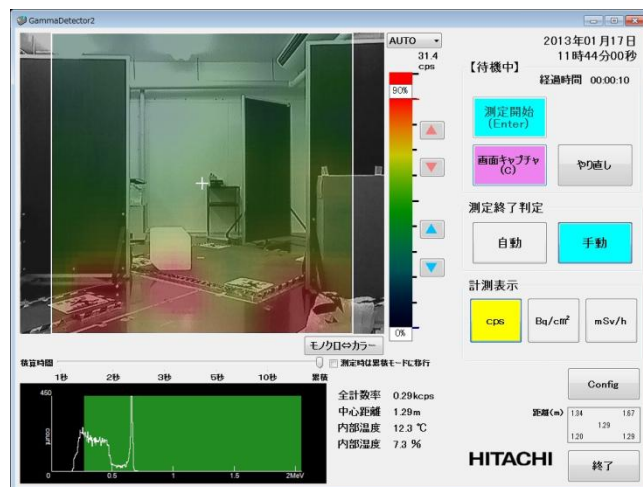 GammaDetector2
AUTO
31.4
cps
90%
0%
モノクロ⇔カラー
2013年01月17日
11時44分00秒
【待機中】
経過時間 00:00:10
測定開始
(Enter)
画面キャプチャ
(C)
やり直し
測定終了判定
自動
手動
計測表示
cps
Bq/cm²
mSv/h
Config
距離(m)
1.34
1.67
1.29
1.20
1.29
HITACHI
終了
積算時間
測定時は累積モードに移行
1秒
2秒
3秒
5秒
10秒
累積
450
count
0
0.5
1
1.5
2MeV
全計数率 0.29kcps
中心距離 1.29m
内部温度 12.3 ℃
内部湿度 7.3 %